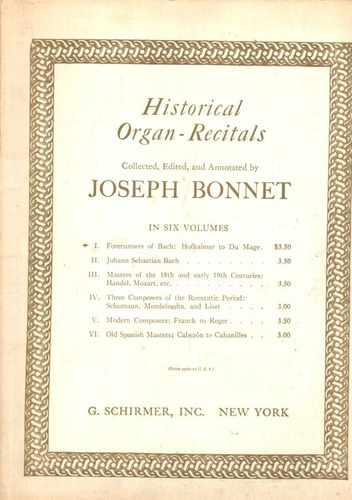 Historical
Organ-Recitals
Collected, Edited, and Annotated by
JOSEPH BONNET
IN SIX VOLUMES
I. Forerunners of Bach: Hofhaimer to Du Mage . $3.50
II. Johann Sebastian Bach . . . . . . 3.50
III. Masters of the 18th and early 19th Centuries:
Handel, Mozart, etc. . . . . . . 3.50
IV. Three Composers of the Romantic Period:
Schumann, Mendelssohn, and Liszt . . . 3.00
V. Modern Composers: Franck to Reger . . . . 3.50
VI. Old Spanish Masters: Cabezón to Cabanilles . . 3.00
(Prices apply to U. S. A.)
G. SCHIRMER, INC. NEW YORK